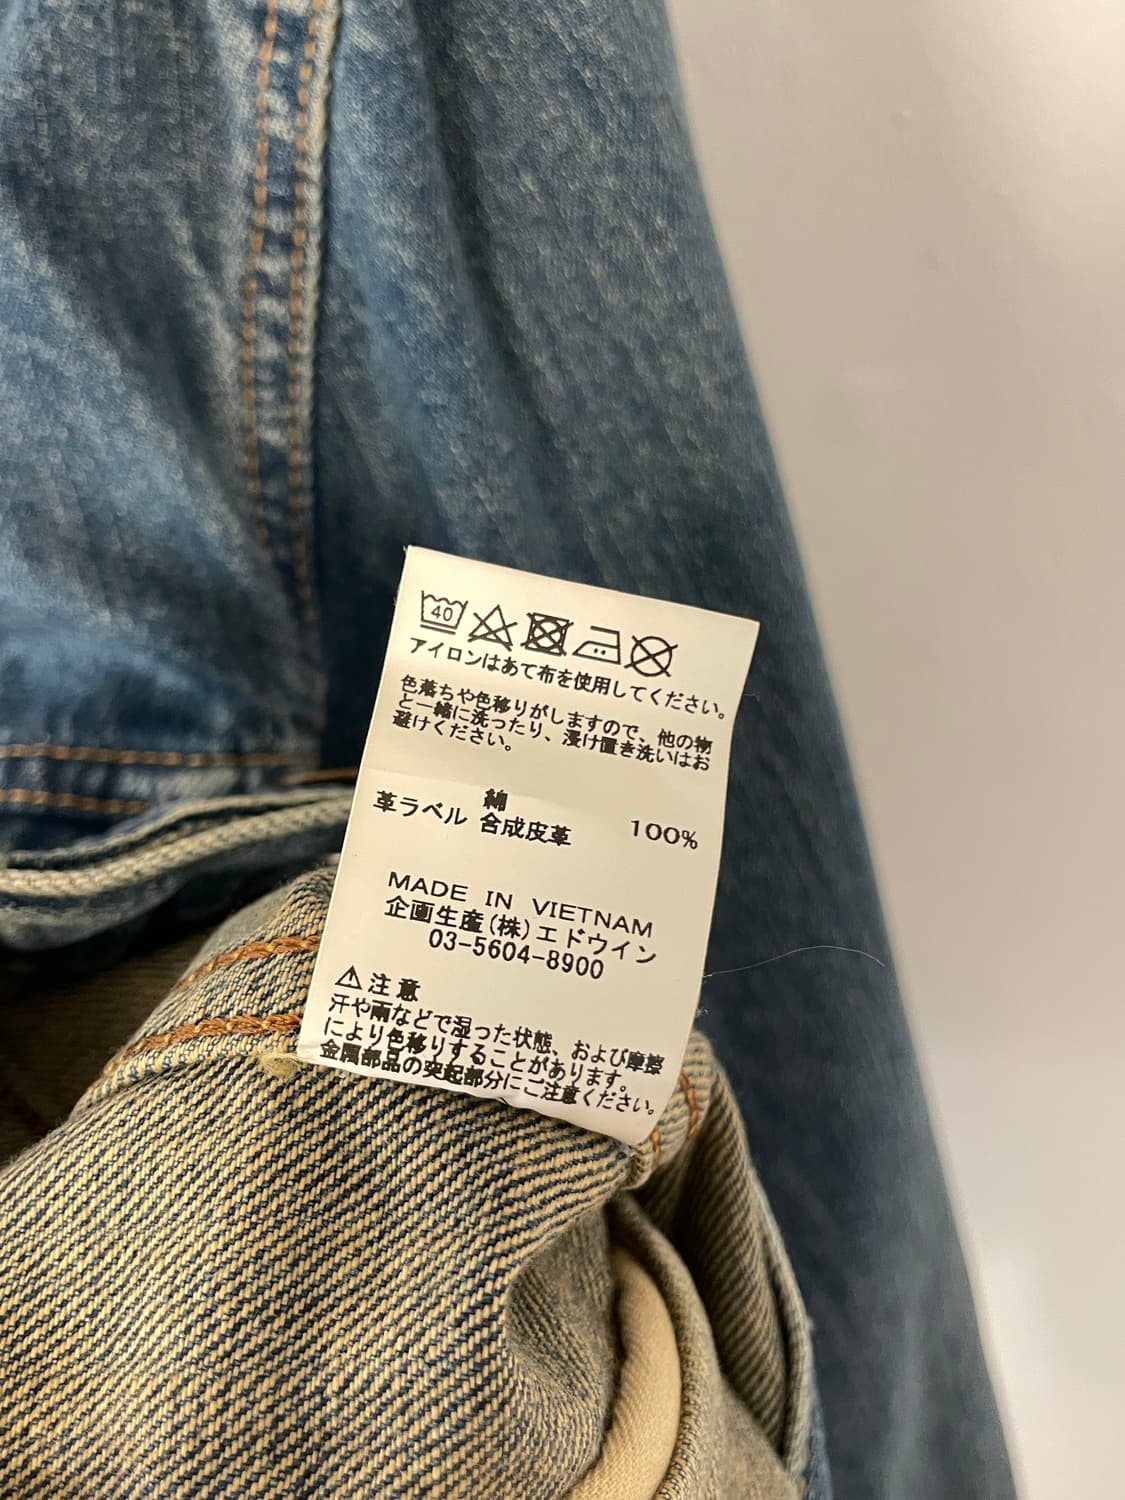 40
アイロンはあて布を使用してください。
色落ちや色移りがしますので、他の物
と一緒に洗ったり、浸け置き洗いはお
避けください。
綿 100%
革ラベル 合成皮革
MADE IN VIETNAM
企画生産(株)エドウイン
03-5604-8900
⚠注意
汗や雨などで湿った状態、および摩擦
により色移りすることがあります。
金属部品の突起部分にご注意ください。